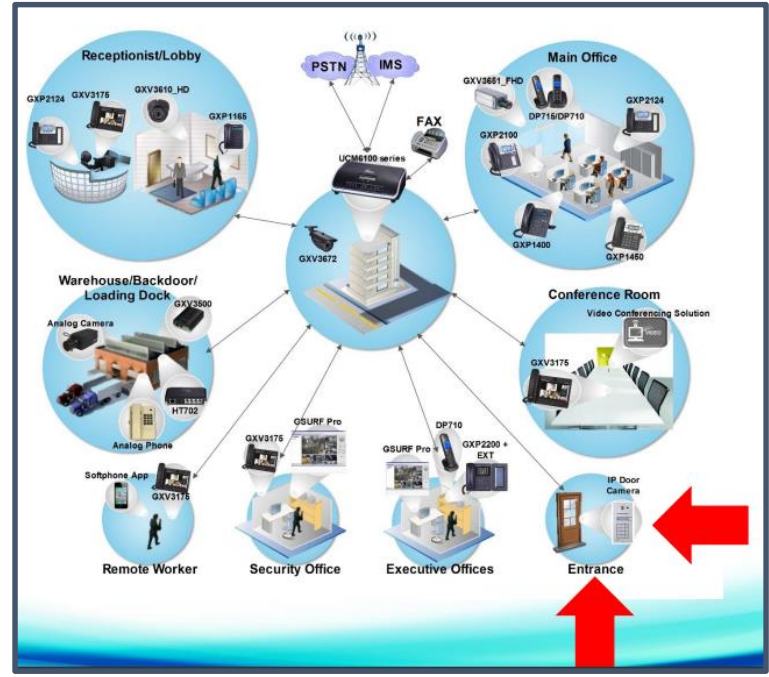 Receptionist/Lobby
GXP2124
GXV3175
GXV3610_HD
GXP1165
PSTN
IMS
FAX
UCM6100 series
GXV3672
Main Office
GXV3651_FHD
DP715/DP710
GXP2124
GXP2100
GXP1400
GXP1450
Warehouse/Backdoor/
Loading Dock
GXV3500
Analog Camera
HT702
Analog Phone
Conference Room
Video Conferencing Solution
VIDEO
GXV3175
Softphone App
GXV3175
Remote Worker
GXV3175
GSURF Pro
Security Office
GSURF Pro
DP710
GXP2200 +
EXT
Executive Offices
IP Door
Camera
Entrance